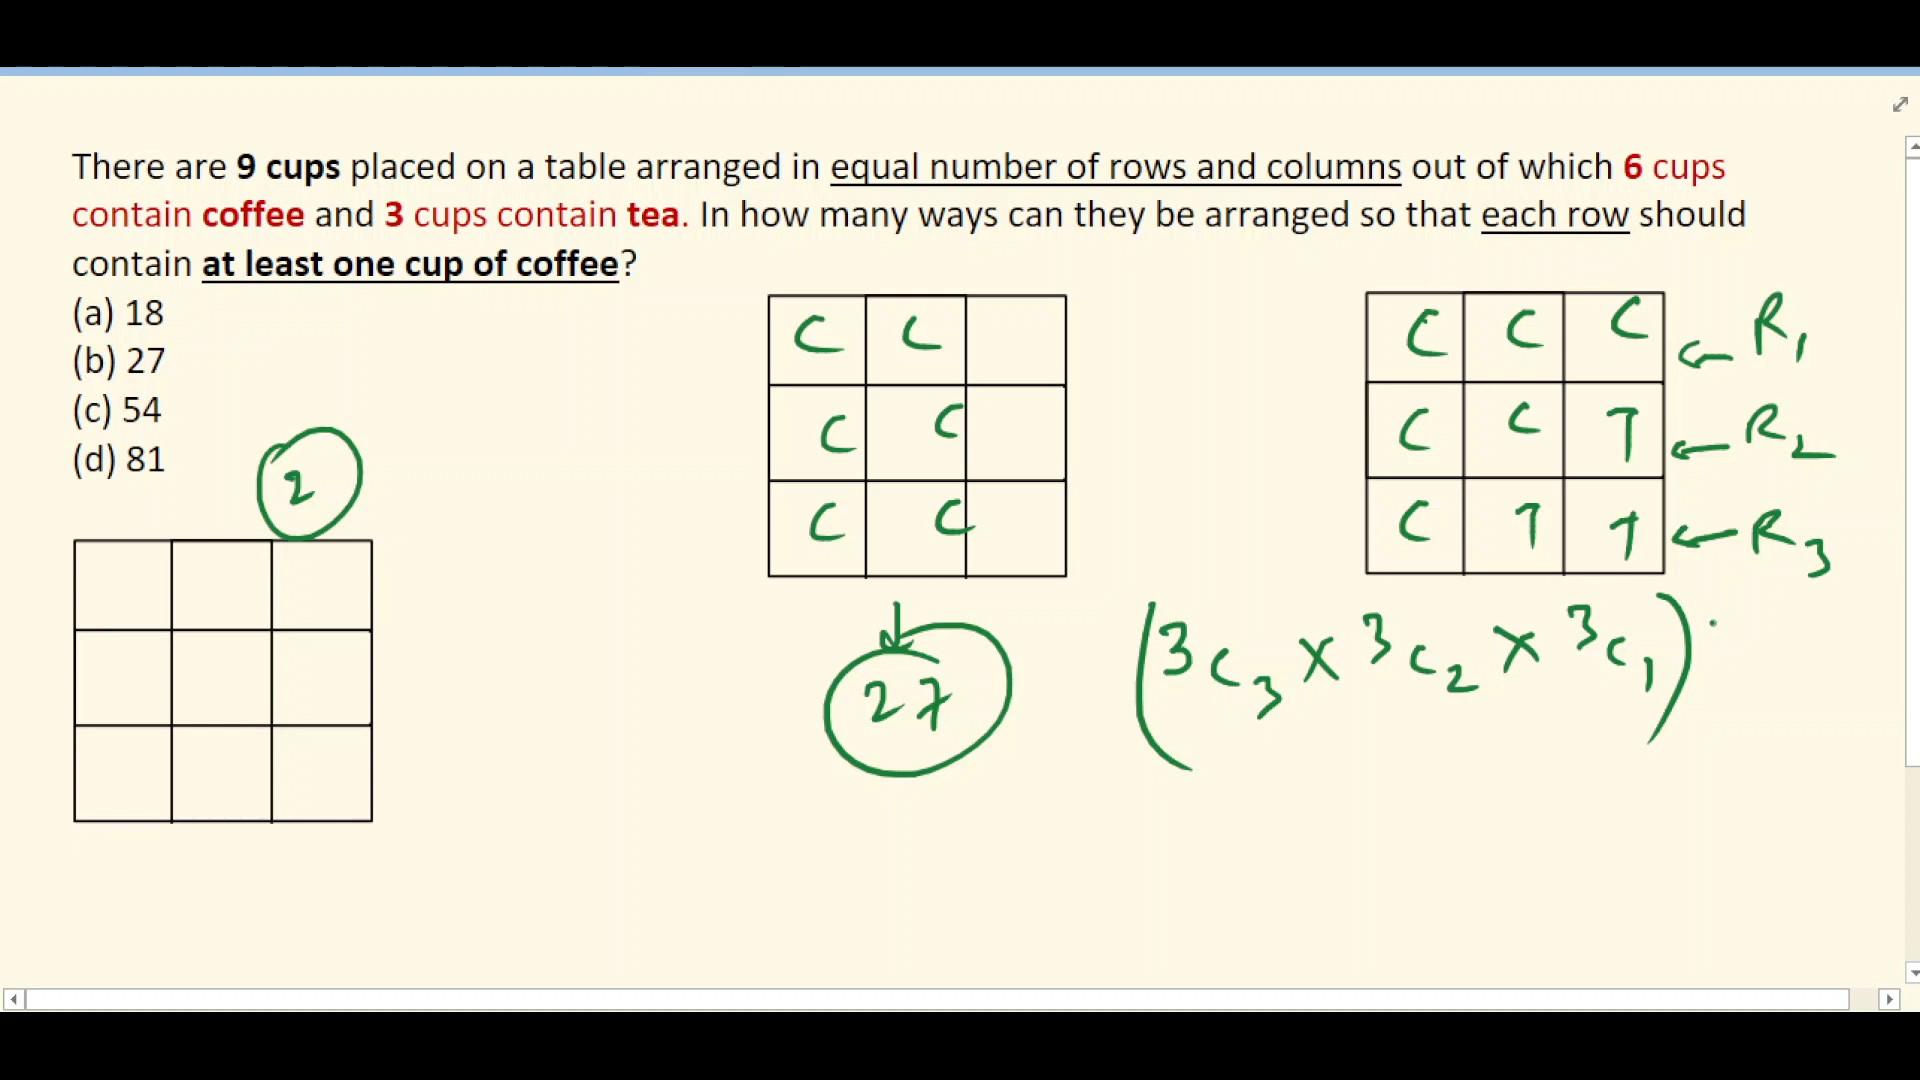 There are 9 cups placed on a table arranged in equal number of rows and columns out of which 6 cups
contain coffee and 3 cups contain tea. In how many ways can they be arranged so that each row should
contain at least one cup of coffee?
(a) 18
(b) 27
(c) 54
(d) 81
2
C C
C C
C C
27
C C C ← R1
C C T ← R2
C T T ← R3
(3c3 × 3c2 × 3c1) .